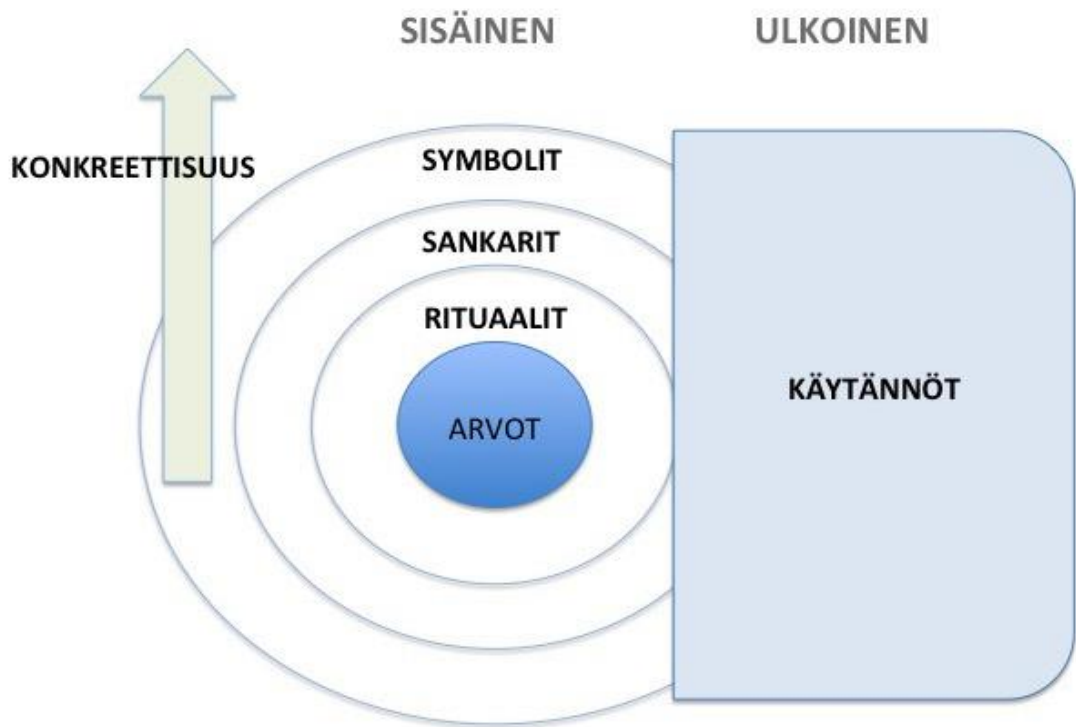 SISÄINEN
ULKOINEN
KONKREETTISUUS
SYMBOLIT
SANKARIT
RITUAALIT
ARVOT
KÄYTÄNNÖT